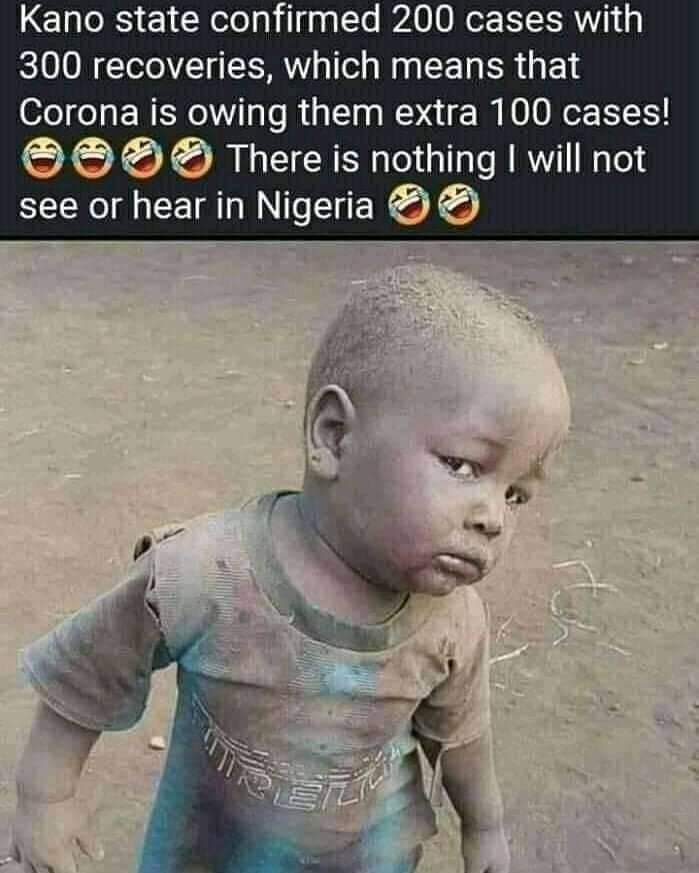 Kano state confirmed 200 cases with
300 recoveries, which means that
Corona is owing them extra 100 cases!
😂😂🤣🤣 There is nothing I will not
see or hear in Nigeria 🤣🤣